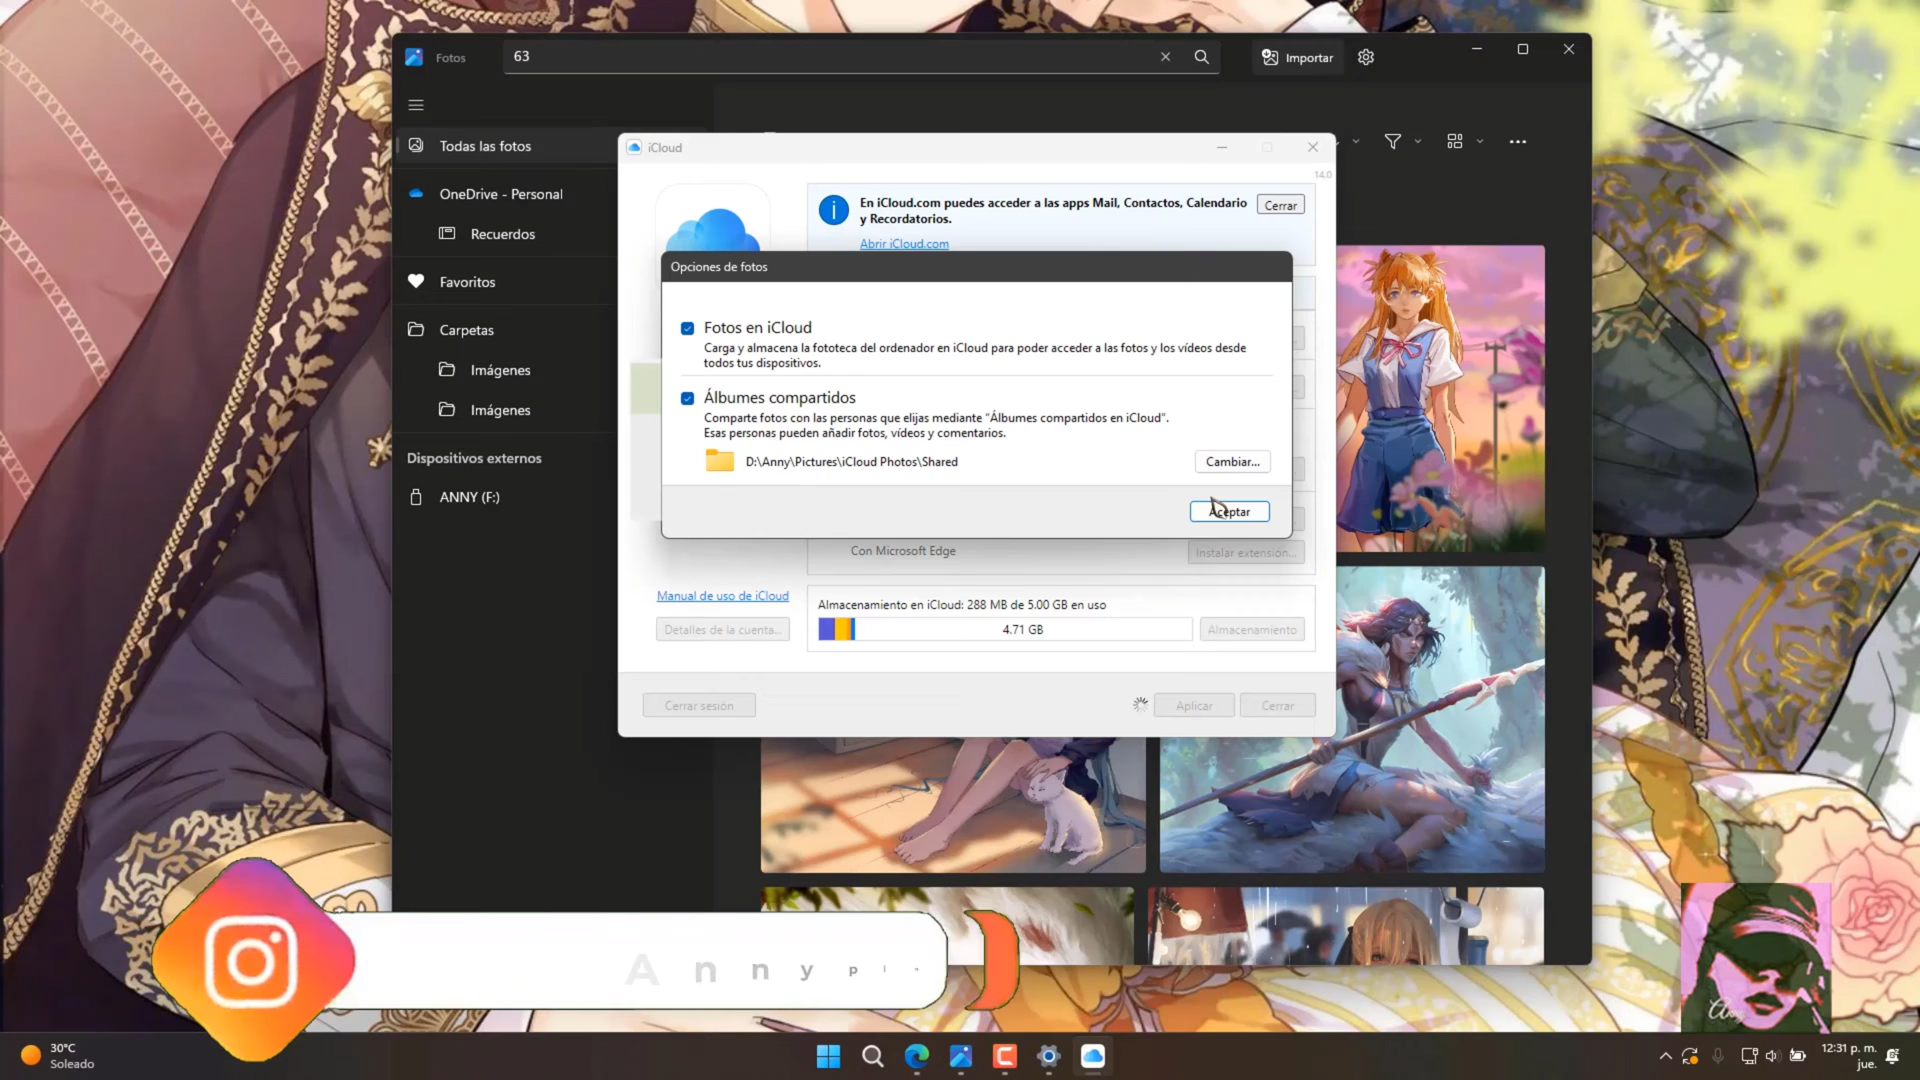 Fotos
63
Importar
Todas las fotos
OneDrive - Personal
Recuerdos
Favoritos
Carpetas
Imágenes
Imágenes
Dispositivos externos
ANNY (F:)
iCloud
14.0
En iCloud.com puedes acceder a las apps Mail, Contactos, Calendario
y Recordatorios.
Cerrar
Abrir iCloud.com
Opciones de fotos
Fotos en iCloud
Carga y almacena la fototeca del ordenador en iCloud para poder acceder a las fotos y los vídeos desde
todos tus dispositivos.
Álbumes compartidos
Comparte fotos con las personas que elijas mediante “Álbumes compartidos en iCloud”.
Esas personas pueden añadir fotos, vídeos y comentarios.
D:\Anny\Pictures\iCloud Photos\Shared
Cambiar...
Aceptar
Con Microsoft Edge
Instalar extensión...
Manual de uso de iCloud
Detalles de la cuenta...
Almacenamiento en iCloud: 288 MB de 5.00 GB en uso
4.71 GB
Almacenamiento
Cerrar sesión
Aplicar
Cerrar
Anny
30°C
Soleado
12:31 p. m.
jue.